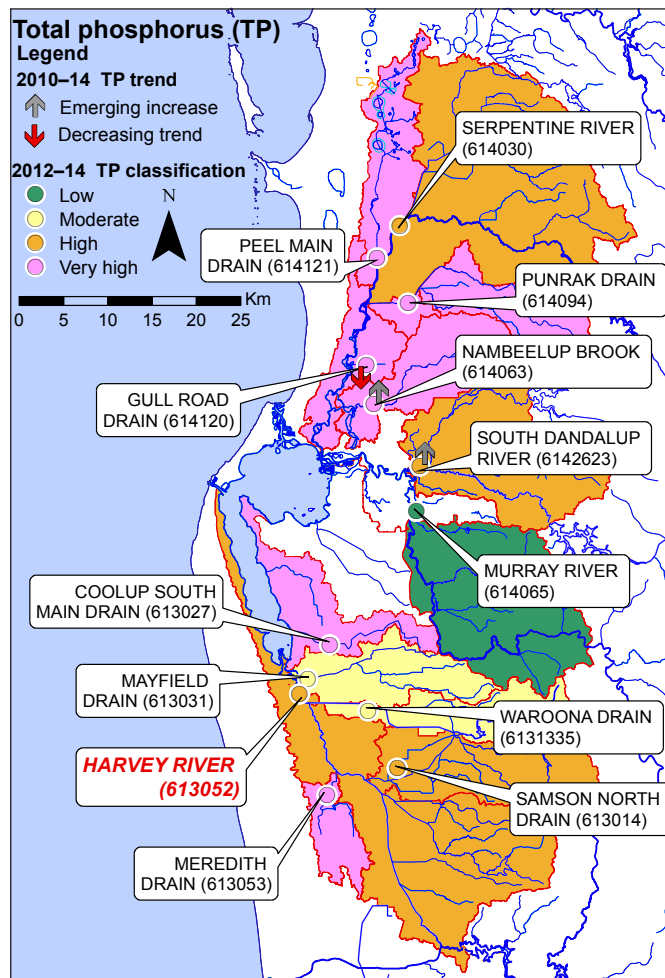 Total phosphorus (TP)
Legend
2010–14 TP trend
Emerging increase
Decreasing trend
2012–14 TP classification
Low
Moderate
High
Very high
N
Km
0 5 10 15 20 25
SERPENTINE RIVER
(614030)
PEEL MAIN
DRAIN (614121)
PUNRAK DRAIN
(614094)
NAMBEELUP BROOK
(614063)
GULL ROAD
DRAIN (614120)
SOUTH DANDALUP
RIVER (6142623)
MURRAY RIVER
(614065)
COOLUP SOUTH
MAIN DRAIN (613027)
MAYFIELD
DRAIN (613031)
WAROONA DRAIN
(6131335)
HARVEY RIVER
(613052)
SAMSON NORTH
DRAIN (613014)
MEREDITH
DRAIN (613053)